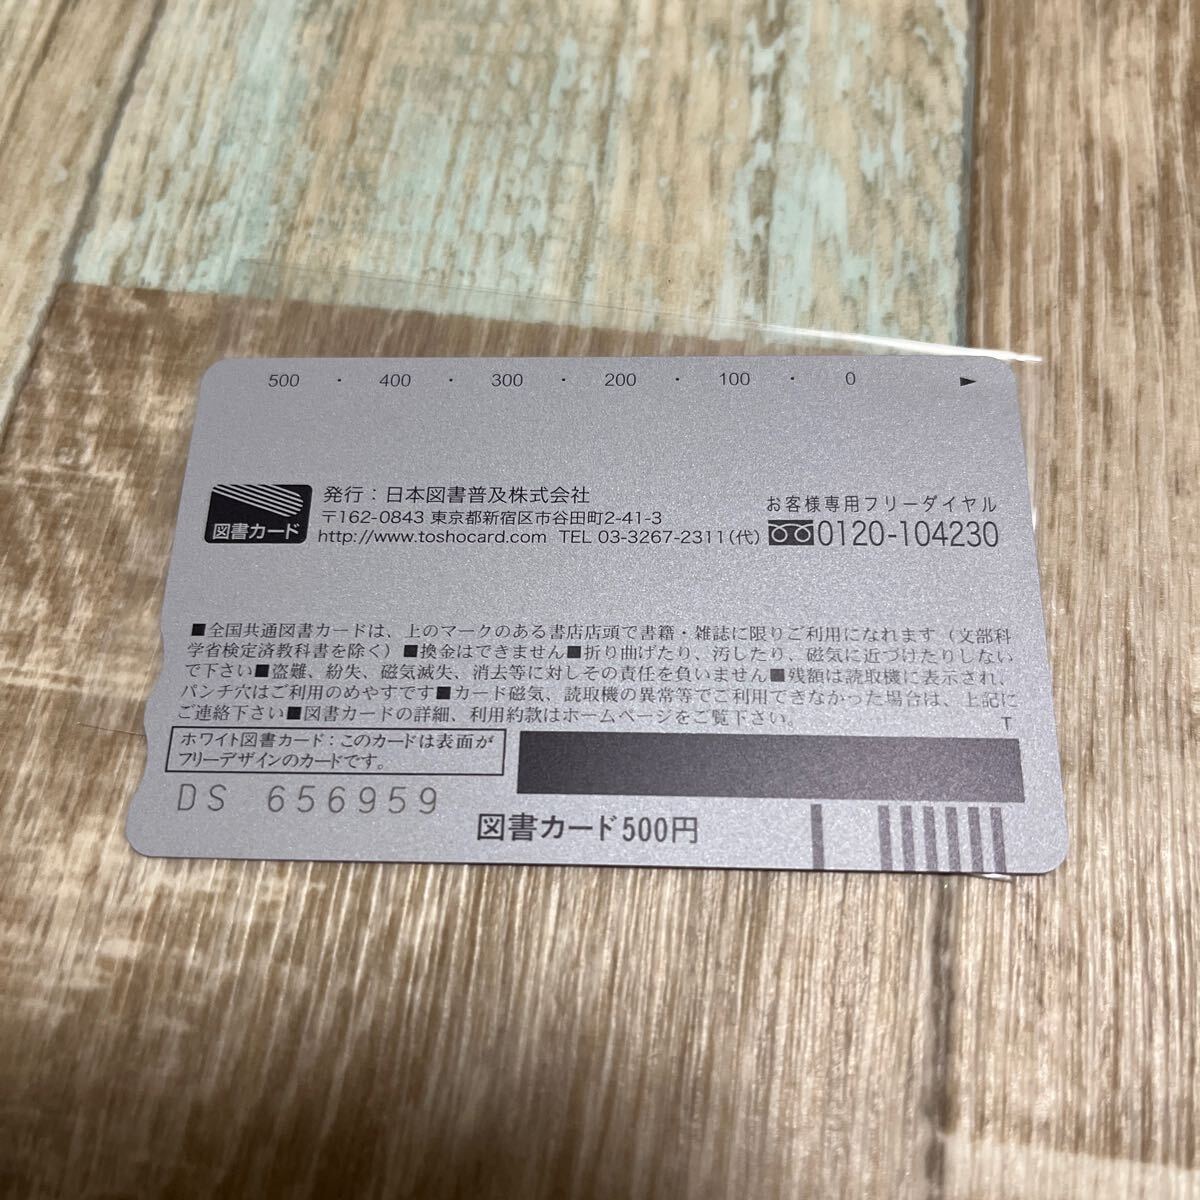 500 ・ 400 ・ 300 ・ 200 ・ 100 ・ 0 ▶
図書カード
発行：日本図書普及株式会社
〒162-0843 東京都新宿区市谷田町2-41-3
http://www.toshocard.com TEL 03-3267-2311(代)
お客様専用フリーダイヤル
0120-104230
■全国共通図書カードは、上のマークのある書店店頭で書籍・雑誌に限りご利用になれます（文部科
学省検定済教科書を除く）■換金はできません■折り曲げたり、汚したり、磁気に近づけたりしない
で下さい■盗難、紛失、磁気滅失、消去等に対しその責任を負いません■残額は読取機に表示され、
パンチ穴はご利用のめやすです■カード磁気、読取機の異常等でご利用できなかった場合は、上記に
ご連絡下さい■図書カードの詳細、利用約款はホームページをご覧下さい。
T
ホワイト図書カード：このカードは表面が
フリーデザインのカードです。
DS 656959
図書カード500円